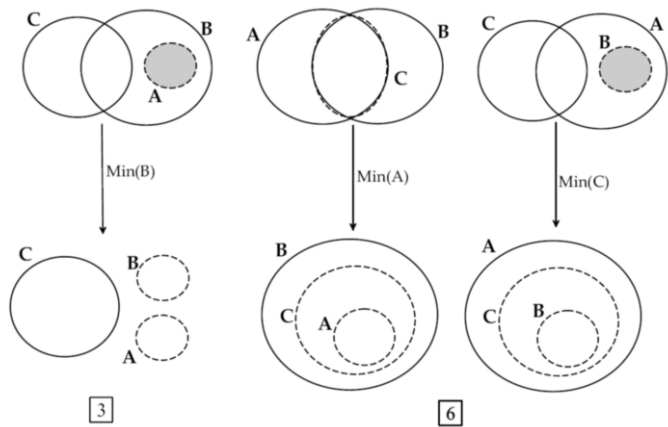 C B A
A B C
C B A
Min(B)
Min(A)
Min(C)
C B A
B C A
A C B
3
6